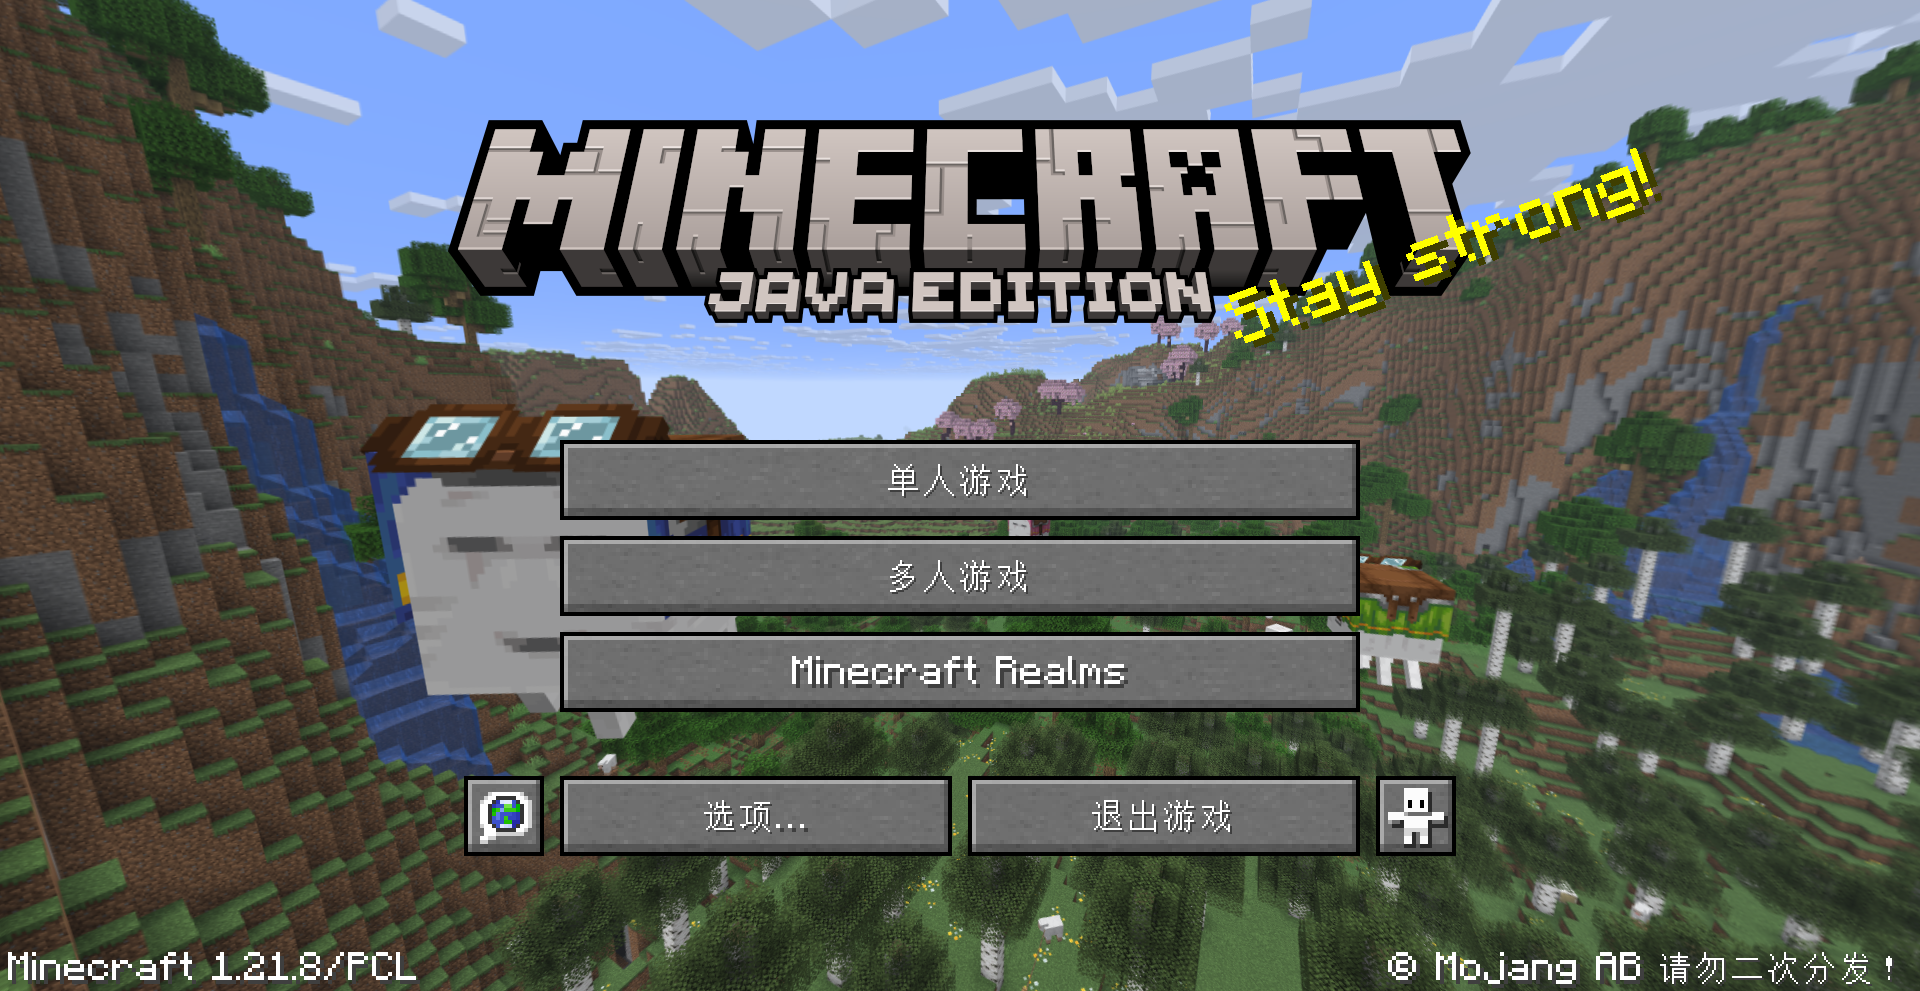 MINECRAFT
JAVA EDITION
Stay strong!
单人游戏
多人游戏
Minecraft Realms
选项...
退出游戏
Minecraft 1.21.8/PCL
© Mojang AB 请勿二次分发！